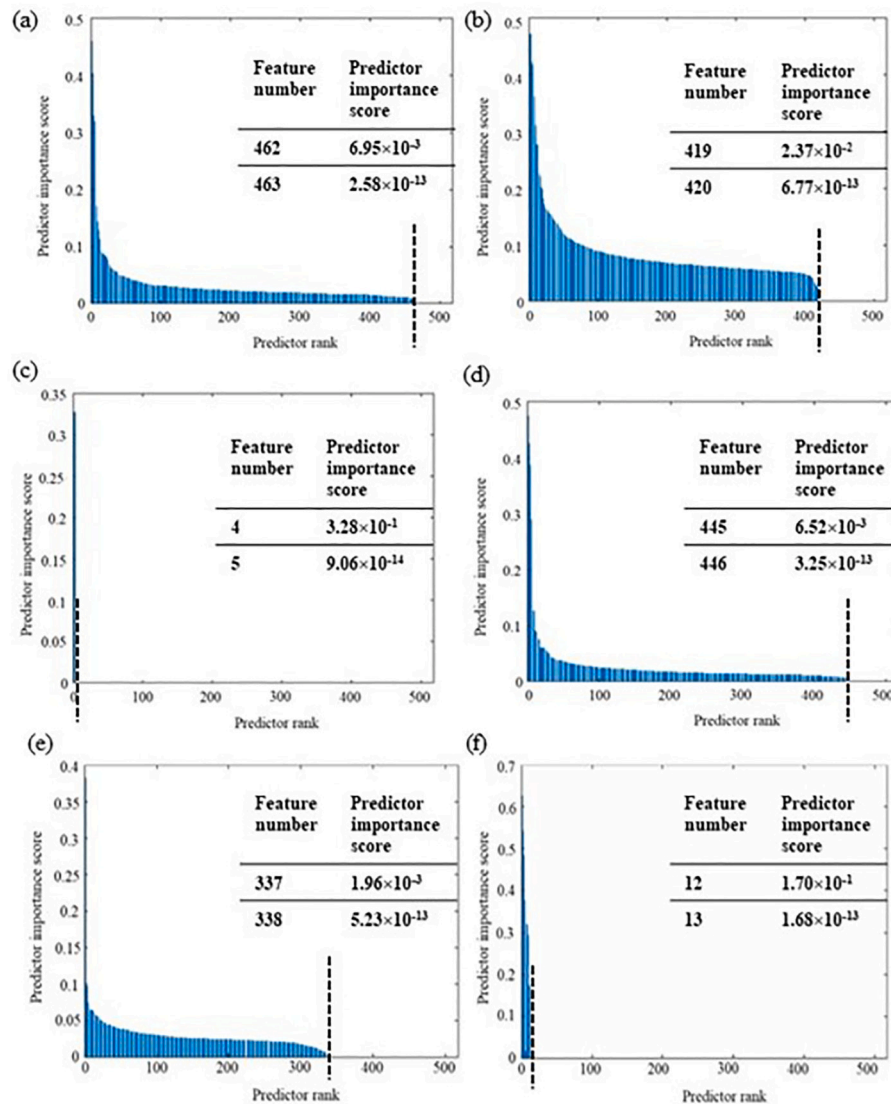 (a)
0.5
0.4
0.3
0.2
0.1
0
Predictor importance score
Feature number Predictor importance score
462 6.95×10⁻³
463 2.58×10⁻¹³
0 100 200 300 400 500
Predictor rank
(b)
0.5
0.4
0.3
0.2
0.1
0
Predictor importance score
Feature number Predictor importance score
419 2.37×10⁻²
420 6.77×10⁻¹³
0 100 200 300 400 500
Predictor rank
(c)
0.35
0.3
0.25
0.2
0.15
0.1
0.05
0
Predictor importance score
Feature number Predictor importance score
4 3.28×10⁻¹
5 9.06×10⁻¹⁴
0 100 200 300 400 500
Predictor rank
(d)
0.5
0.4
0.3
0.2
0.1
0
Predictor importance score
Feature number Predictor importance score
445 6.52×10⁻³
446 3.25×10⁻¹³
0 100 200 300 400 500
Predictor rank
(e)
0.4
0.35
0.3
0.25
0.2
0.15
0.1
0.05
0
Predictor importance score
Feature number Predictor importance score
337 1.96×10⁻³
338 5.23×10⁻¹³
0 100 200 300 400 500
Predictor rank
(f)
0.7
0.6
0.5
0.4
0.3
0.2
0.1
0
Predictor importance score
Feature number Predictor importance score
12 1.70×10⁻¹
13 1.68×10⁻¹³
0 100 200 300 400 500
Predictor rank